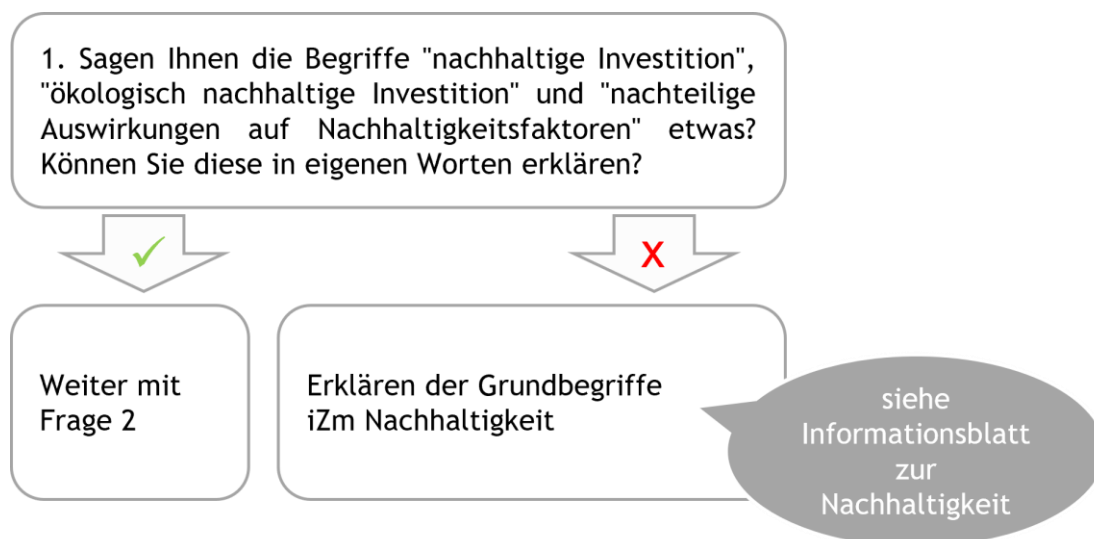 1. Sagen Ihnen die Begriffe "nachhaltige Investition",
"ökologisch nachhaltige Investition" und "nachteilige
Auswirkungen auf Nachhaltigkeitsfaktoren" etwas?
Können Sie diese in eigenen Worten erklären?
✓
X
Weiter mit
Frage 2
Erklären der Grundbegriffe
iZm Nachhaltigkeit
siehe
Informationsblatt
zur
Nachhaltigkeit